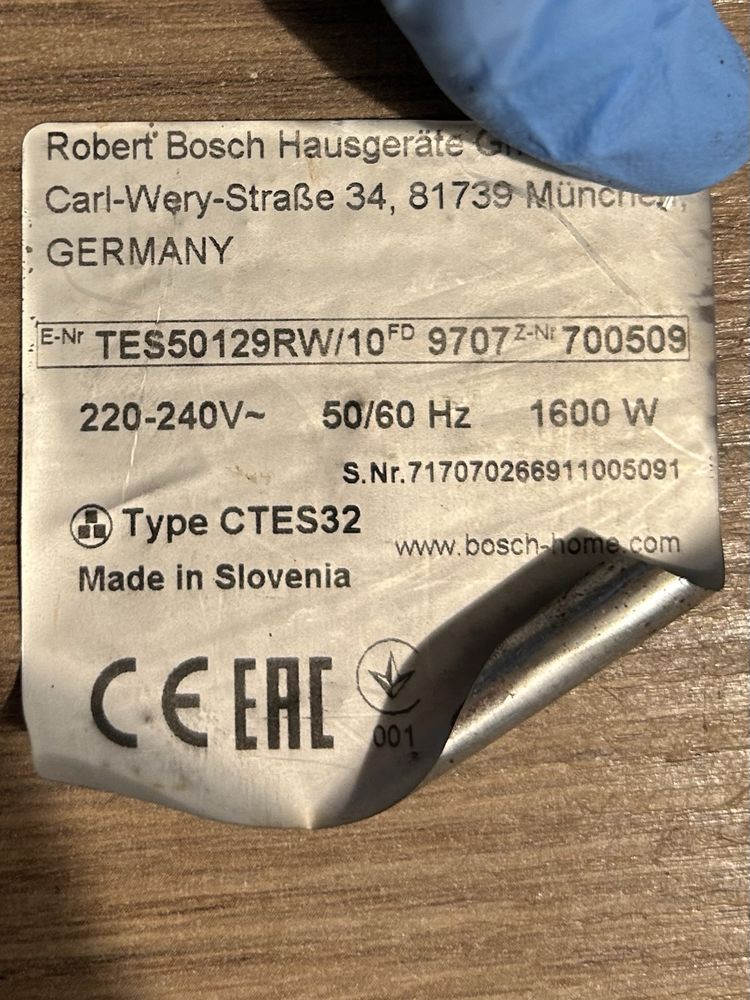 Robert Bosch Hausgeräte
Carl-Wery-Straße 34, 81739 München,
GERMANY
E-Nr TES50129RW/10 FD 9707 Z-Nr 700509
220-240V~ 50/60 Hz 1600 W
S.Nr.717070266911005091
Type CTES32
www.bosch-home.com
Made in Slovenia
CE EAC
001